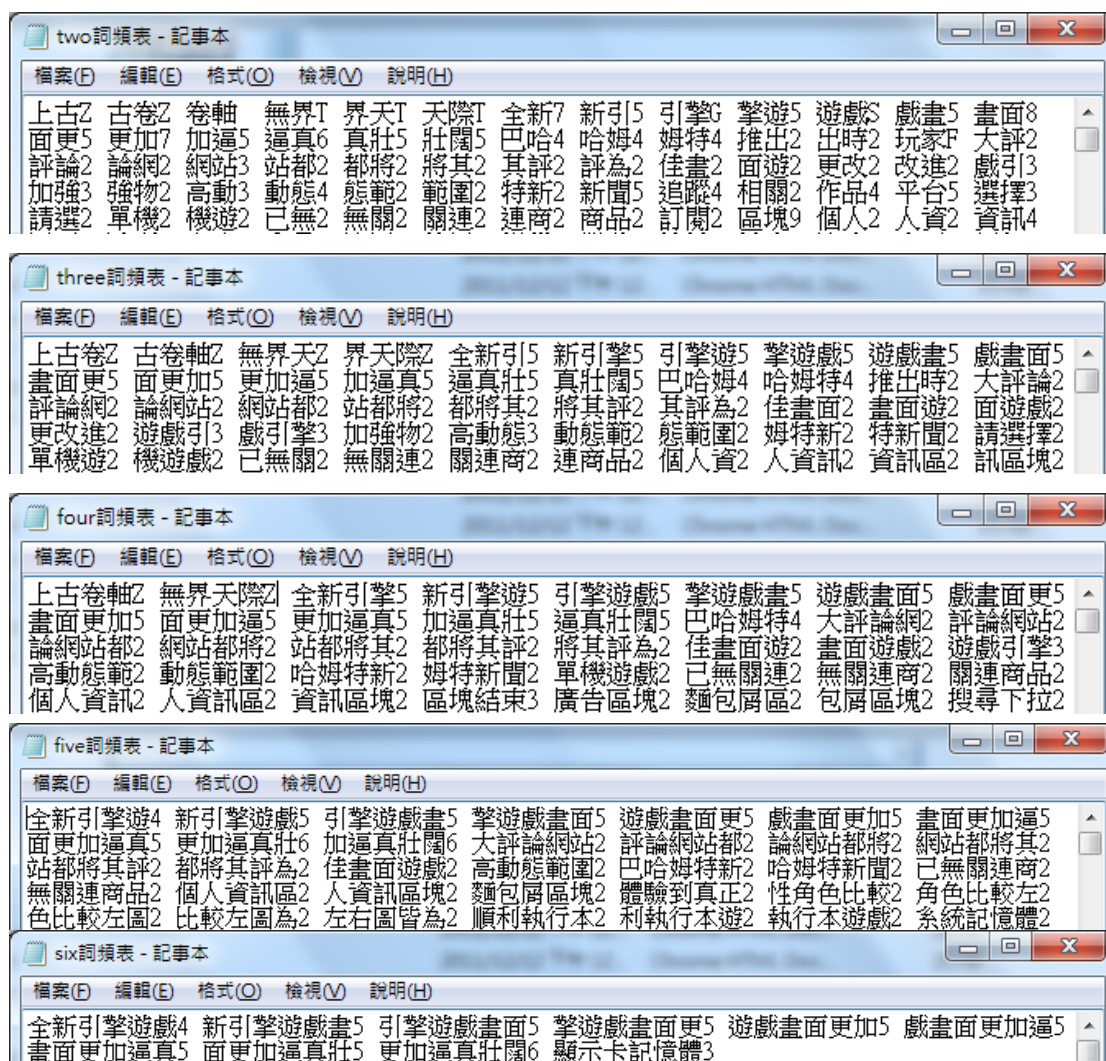 two詞頻表 - 記事本
檔案(F) 編輯(E) 格式(O) 檢視(V) 說明(H)
上古Z 古卷Z 卷軸 無界T 界天T 天際T 全新7 新引5 引擎G 擎遊5 遊戲S 戲畫5 畫面8
面更5 更加7 加逼5 逼真6 真壯5 壯闊5 巴哈4 哈姆4 姆特4 推出2 出時2 玩家F 大評2
評論2 論網2 網站3 站都2 都將2 將其2 其評2 評為2 佳畫2 面遊2 更改2 改進2 戲引3
加強3 強物2 高動3 動態4 態範2 範圍2 特新2 新聞5 追蹤4 相關2 作品4 平台5 選擇3
請選2 單機2 機遊2 已無2 無關2 關連2 連商2 商品2 訂閱2 區塊9 個人2 人資2 資訊4
three詞頻表 - 記事本
檔案(F) 編輯(E) 格式(O) 檢視(V) 說明(H)
上古卷Z 古卷軸Z 無界天Z 界天際Z 全新引5 新引擎5 引擎遊5 擎遊戲5 遊戲畫5 戲畫面5
畫面更5 面更加5 更加逼5 加逼真5 逼真壯5 真壯闊5 巴哈姆4 哈姆特4 推出時2 大評論2
評論網2 論網站2 網站都2 站都將2 都將其2 將其評2 其評為2 佳畫面2 畫面遊2 面遊戲2
更改進2 遊戲引3 戲引擎3 加強物2 高動態3 動態範2 態範圍2 姆特新2 特新聞2 請選擇2
單機遊2 機遊戲2 已無關2 無關連2 關連商2 連商品2 個人資2 人資訊2 資訊區2 訊區塊2
four詞頻表 - 記事本
檔案(F) 編輯(E) 格式(O) 檢視(V) 說明(H)
上古卷軸Z 無界天際Z 全新引擎5 新引擎遊5 引擎遊戲5 擎遊戲畫5 遊戲畫面5 戲畫面更5
畫面更加5 面更加逼5 更加逼真5 加逼真壯5 逼真壯闊5 巴哈姆特4 大評論網2 評論網站2
論網站都2 網站都將2 站都將其2 都將其評2 將其評為2 佳畫面遊2 畫面遊戲2 遊戲引擎3
高動態範2 動態範圍2 哈姆特新2 姆特新聞2 單機遊戲2 已無關連2 無關連商2 關連商品2
個人資訊2 人資訊區2 資訊區塊2 區塊結束3 廣告區塊2 麵包屑區2 包屑區塊2 搜尋下拉2
five詞頻表 - 記事本
檔案(F) 編輯(E) 格式(O) 檢視(V) 說明(H)
全新引擎遊4 新引擎遊戲5 引擎遊戲畫5 擎遊戲畫面5 遊戲畫面更5 戲畫面更加5 畫面更加逼5
面更加逼真5 更加逼真壯6 加逼真壯闊6 大評論網站2 評論網站都2 論網站都將2 網站都將其2
站都將其評2 都將其評為2 佳畫面遊戲2 高動態範圍2 巴哈姆特新2 哈姆特新聞2 已無關連商2
無關連商品2 個人資訊區2 人資訊區塊2 麵包屑區塊2 體驗到真正2 性角色比較2 角色比較左2
色比較左圖2 比較左圖為2 左右圖皆為2 順利執行本2 利執行本遊2 執行本遊戲2 系統記憶體2
six詞頻表 - 記事本
檔案(F) 編輯(E) 格式(O) 檢視(V) 說明(H)
全新引擎遊戲4 新引擎遊戲畫5 引擎遊戲畫面5 擎遊戲畫面更5 遊戲畫面更加5 戲畫面更加逼5
畫面更加逼真5 面更加逼真壯5 更加逼真壯闊6 顯示卡記憶體3